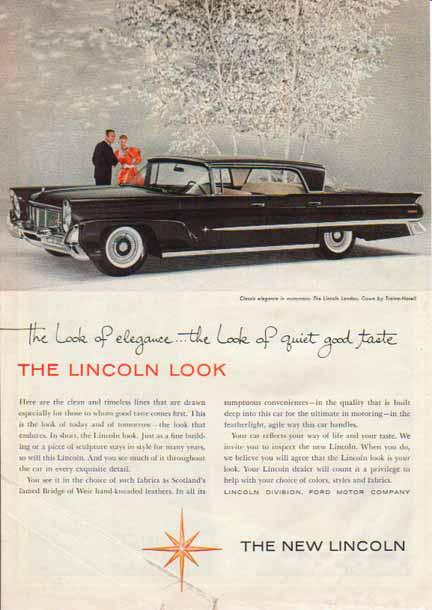 Classic elegance in motorcars: The Lincoln Landau. Gown by Traina-Norell
the Look of elegance...the Look of quiet good taste
THE LINCOLN LOOK
Here are the clean and timeless lines that are drawn
especially for those to whom good taste comes first. This
is the look of today and of tomorrow—the look that
endures. In short, the Lincoln look. Just as a fine build-
ing or a piece of sculpture stays in style for many years,
so will this Lincoln. And you see much of it throughout
the car in every exquisite detail.
You see it in the choice of such fabrics as Scotland's
famed Bridge of Weir hand-kneaded leathers. In all its
sumptuous conveniences—in the quality that is built
deep into this car for the ultimate in motoring—in the
featherlight, agile way this car handles.
Your car reflects your way of life and your taste. We
invite you to inspect the new Lincoln. When you do,
we believe you will agree that the Lincoln look is your
look. Your Lincoln dealer will count it a privilege to
help with your choice of colors, styles and fabrics.
LINCOLN DIVISION, FORD MOTOR COMPANY
THE NEW LINCOLN